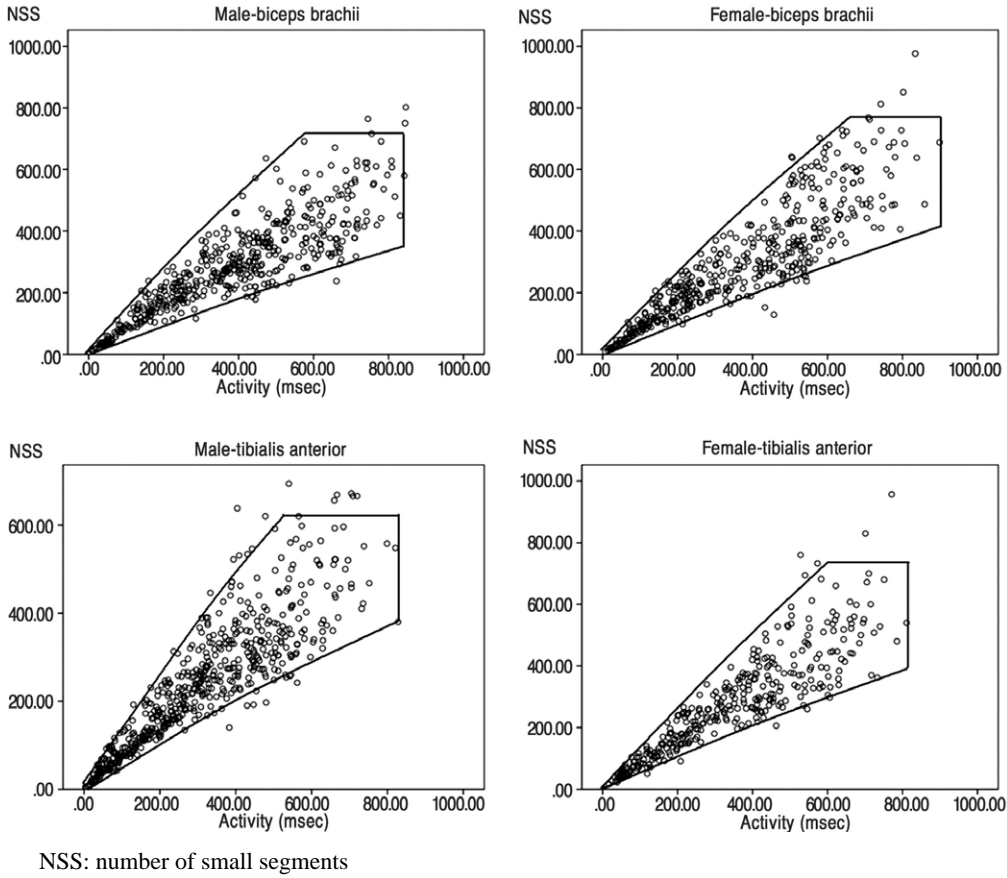 NSS
Male-biceps brachii
1000.00
800.00
600.00
400.00
200.00
.00
.00 200.00 400.00 600.00 800.00 1000.00
Activity (msec)
NSS
Female-biceps brachii
1000.00
800.00
600.00
400.00
200.00
.00
.00 200.00 400.00 600.00 800.00 1000.00
Activity (msec)
NSS
Male-tibialis anterior
600.00
400.00
200.00
.00
.00 200.00 400.00 600.00 800.00 1000.00
Activity (msec)
NSS
Female-tibialis anterior
1000.00
800.00
600.00
400.00
200.00
.00
.00 200.00 400.00 600.00 800.00 1000.00
Activity (msec)
NSS: number of small segments